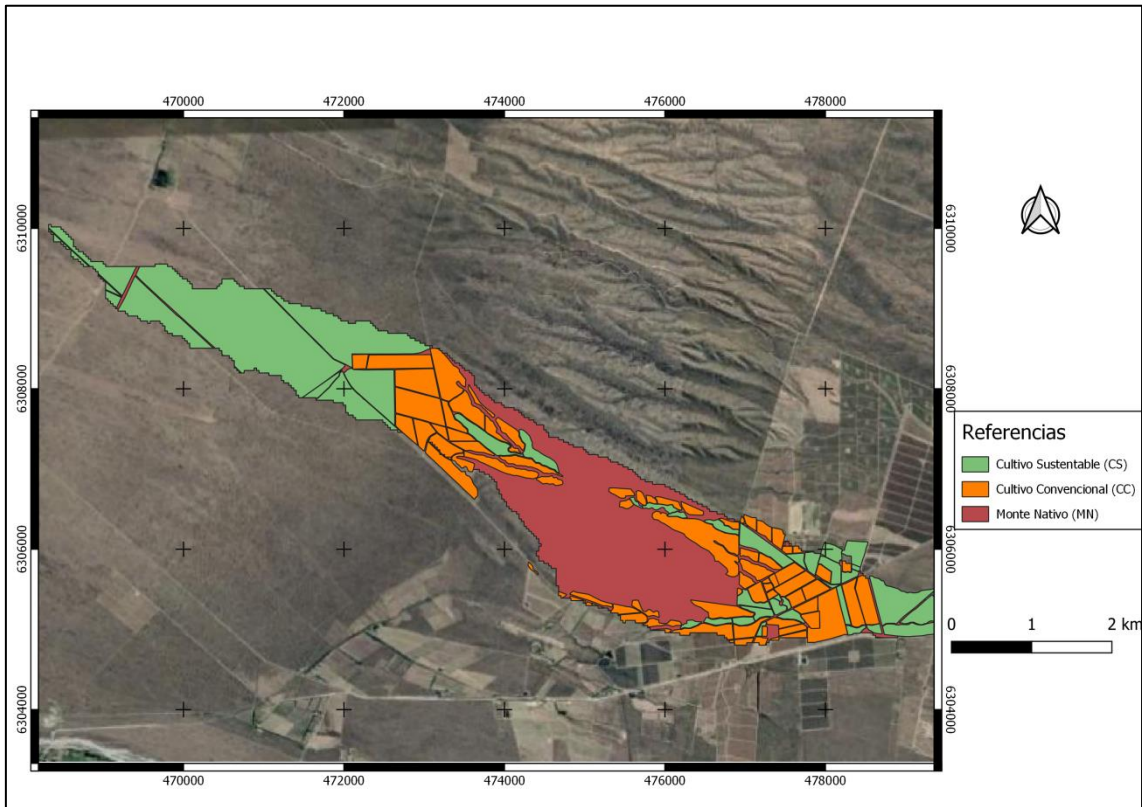 470000 472000 474000 476000 478000
6310000 6310000
6308000 6308000
6306000 6306000
6304000 6304000
Referencias
Cultivo Sustentable (CS)
Cultivo Convencional (CC)
Monte Nativo (MN)
0 1 2 km
470000 472000 474000 476000 478000